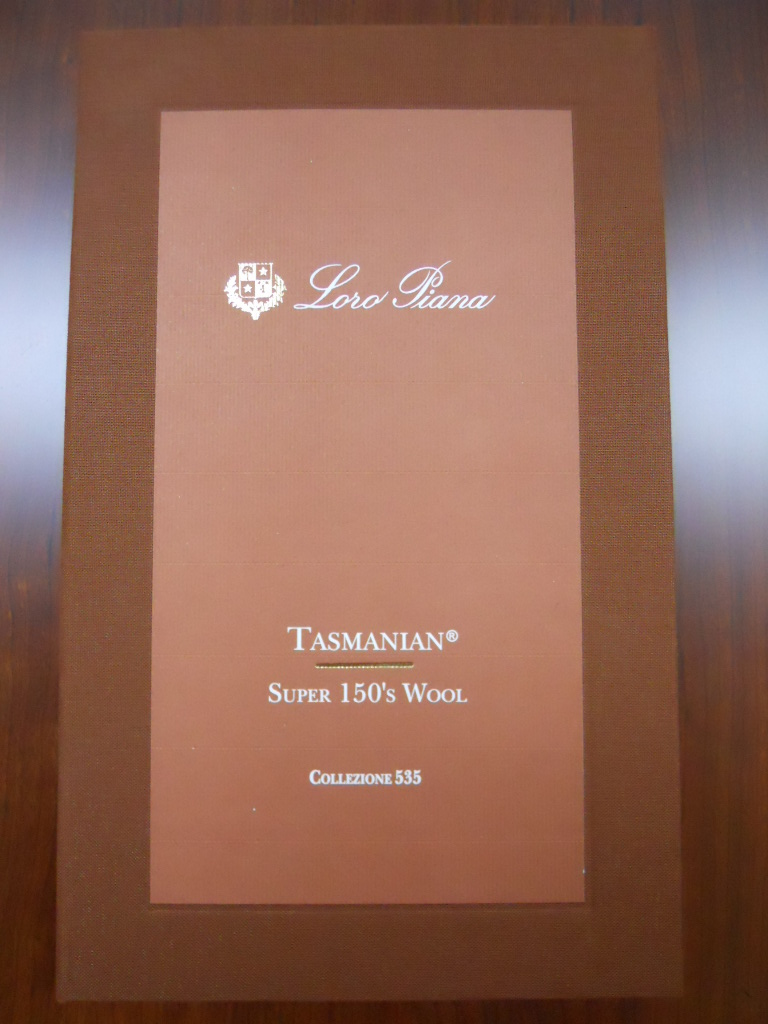 Loro Piana
TASMANIAN®
SUPER 150's WOOL
COLLEZIONE 535